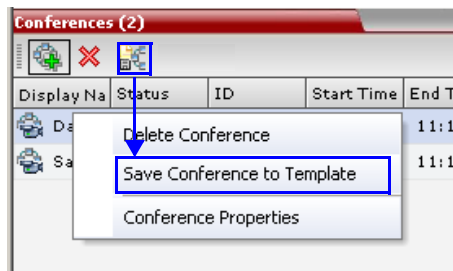 Conferences (2)
Display Na Status ID Start Time End T
Da 11:1
Delete Conference
Sa 11:1
Save Conference to Template
Conference Properties